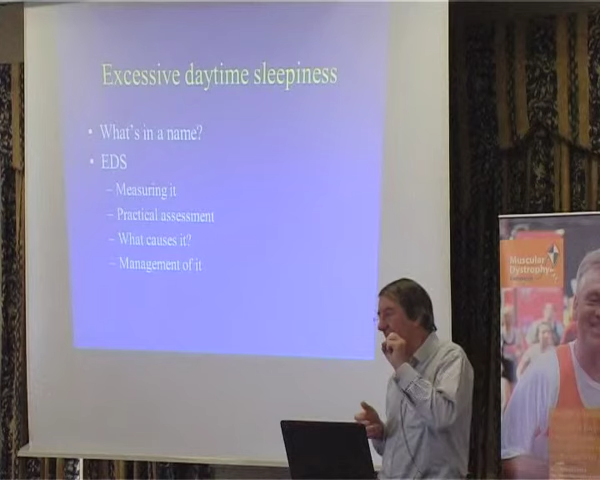 Excessive daytime sleepiness
• What's in a name?
• EDS
– Measuring it
– Practical assessment
– What causes it?
– Management of it
Muscular
Dystrophy